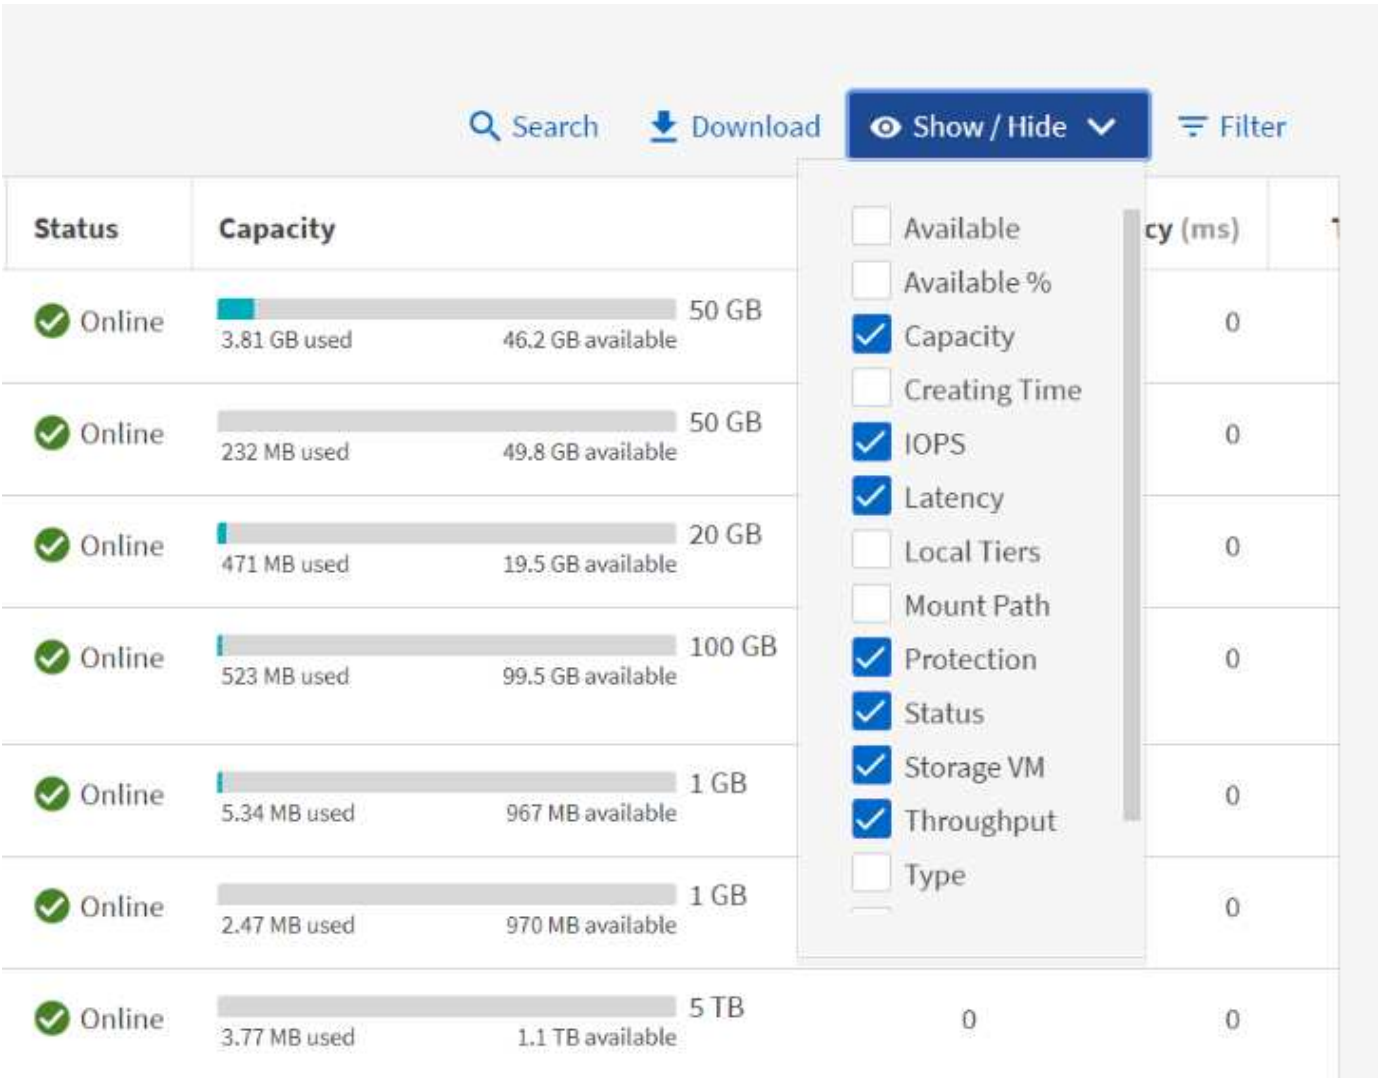 Search Download Show / Hide Filter
Status Capacity cy (ms)
Available
Available %
Capacity
Creating Time
IOPS
Latency
Local Tiers
Mount Path
Protection
Status
Storage VM
Throughput
Type
Online 50 GB 0
3.81 GB used 46.2 GB available
Online 50 GB 0
232 MB used 49.8 GB available
Online 20 GB 0
471 MB used 19.5 GB available
Online 100 GB 0
523 MB used 99.5 GB available
Online 1 GB 0
5.34 MB used 967 MB available
Online 1 GB 0
2.47 MB used 970 MB available
Online 5 TB 0 0
3.77 MB used 1.1 TB available